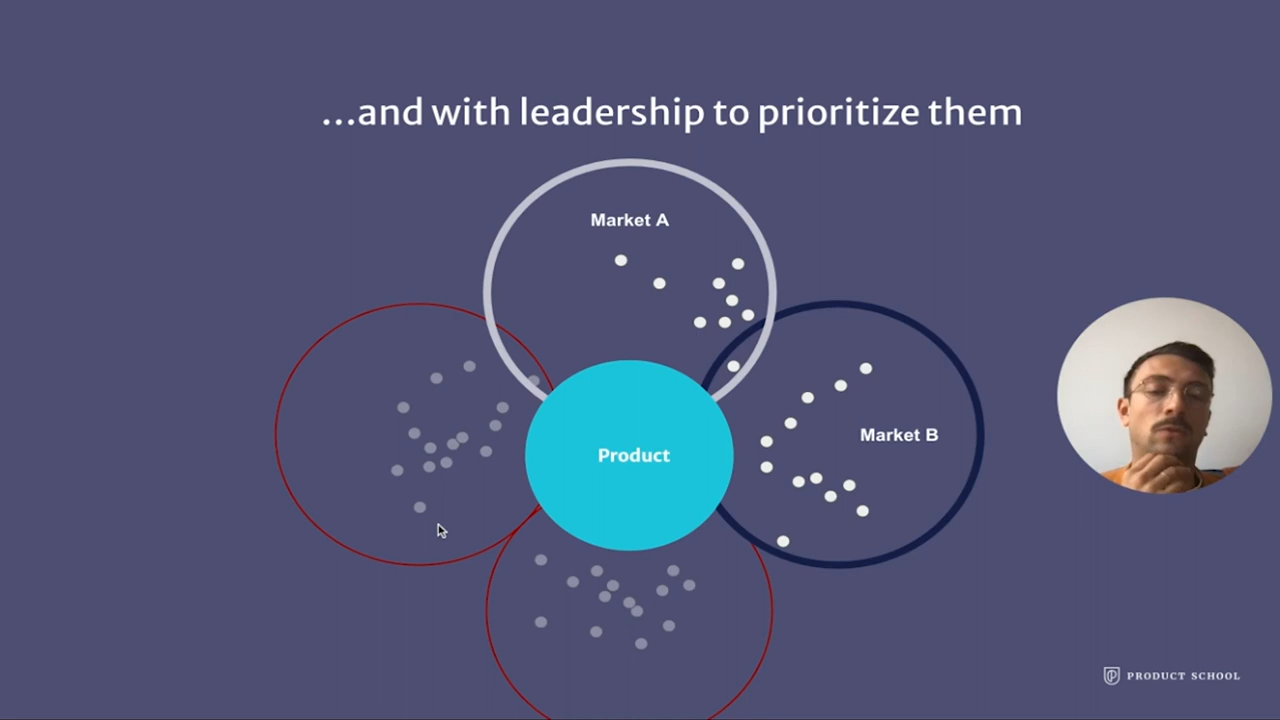 ...and with leadership to prioritize them
Market A
Market B
Product
PRODUCT SCHOOL